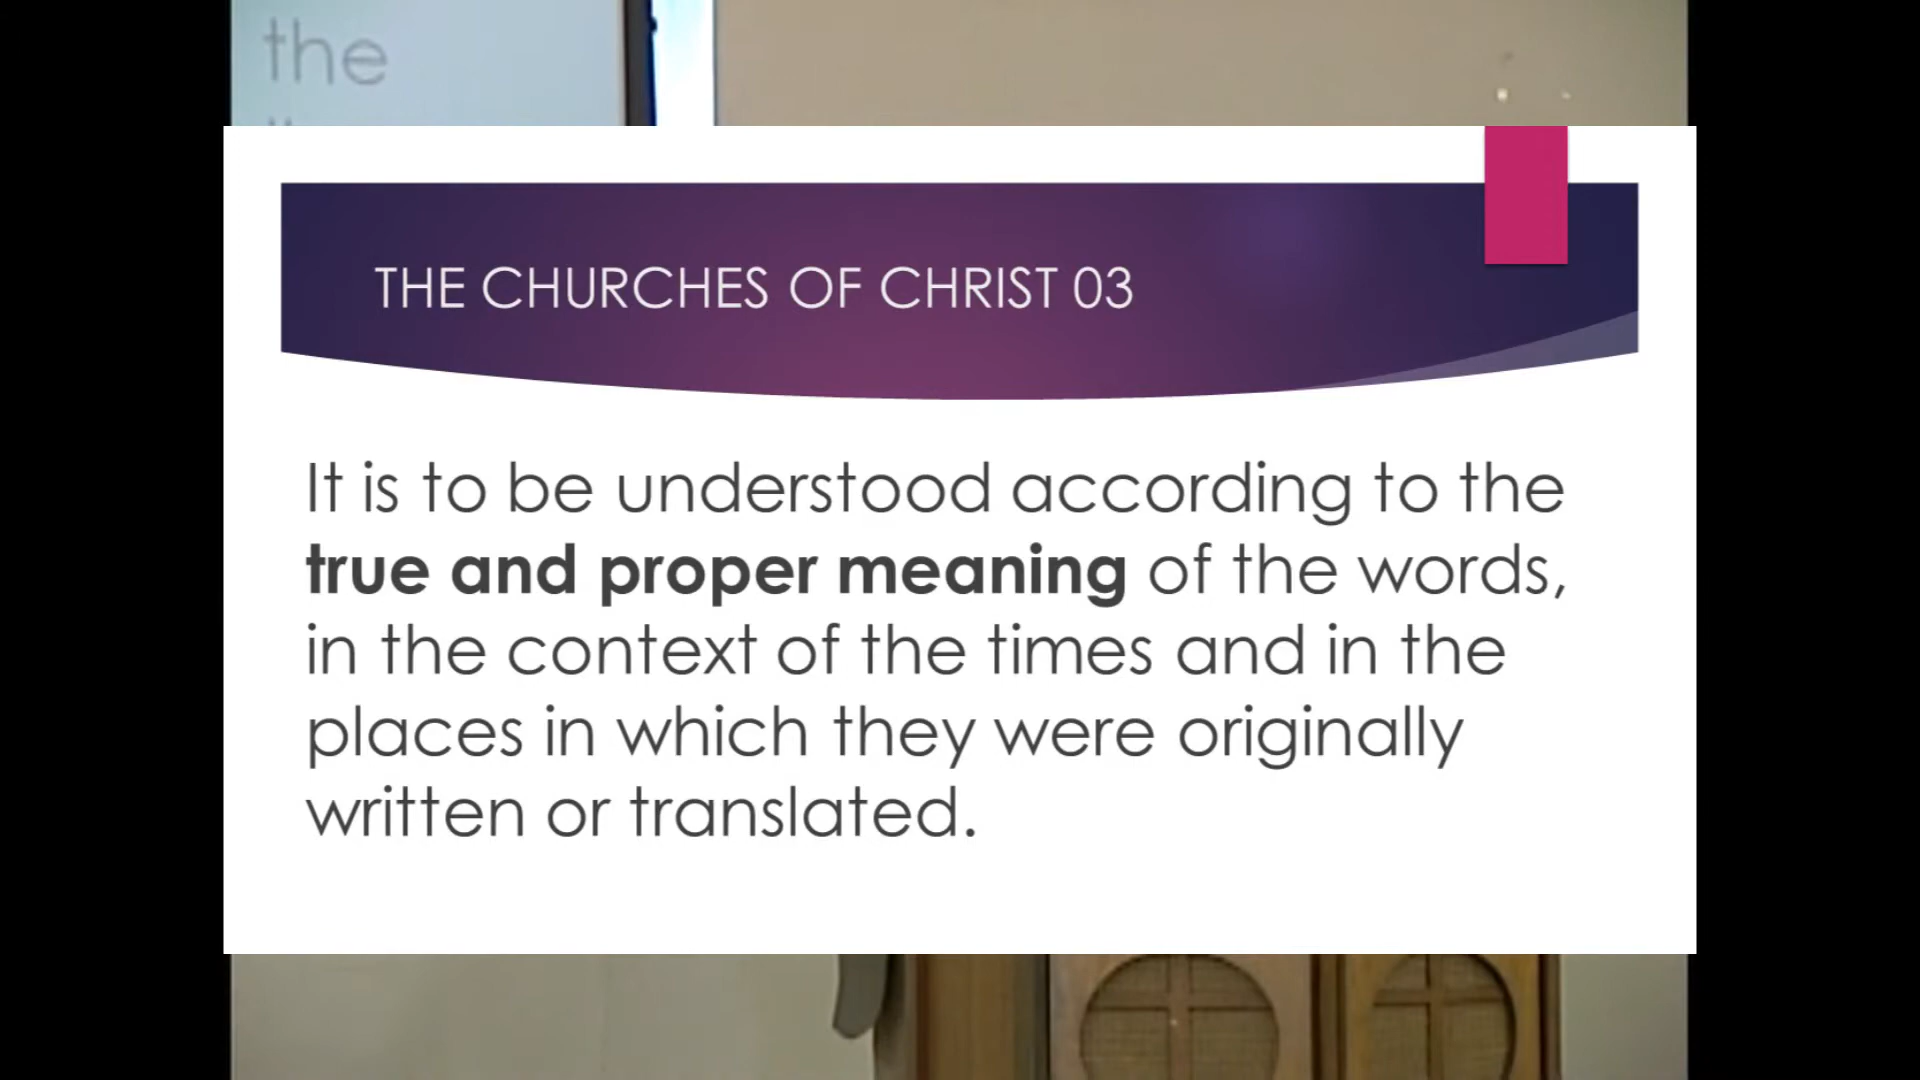 the
THE CHURCHES OF CHRIST 03
It is to be understood according to the
true and proper meaning of the words,
in the context of the times and in the
places in which they were originally
written or translated.